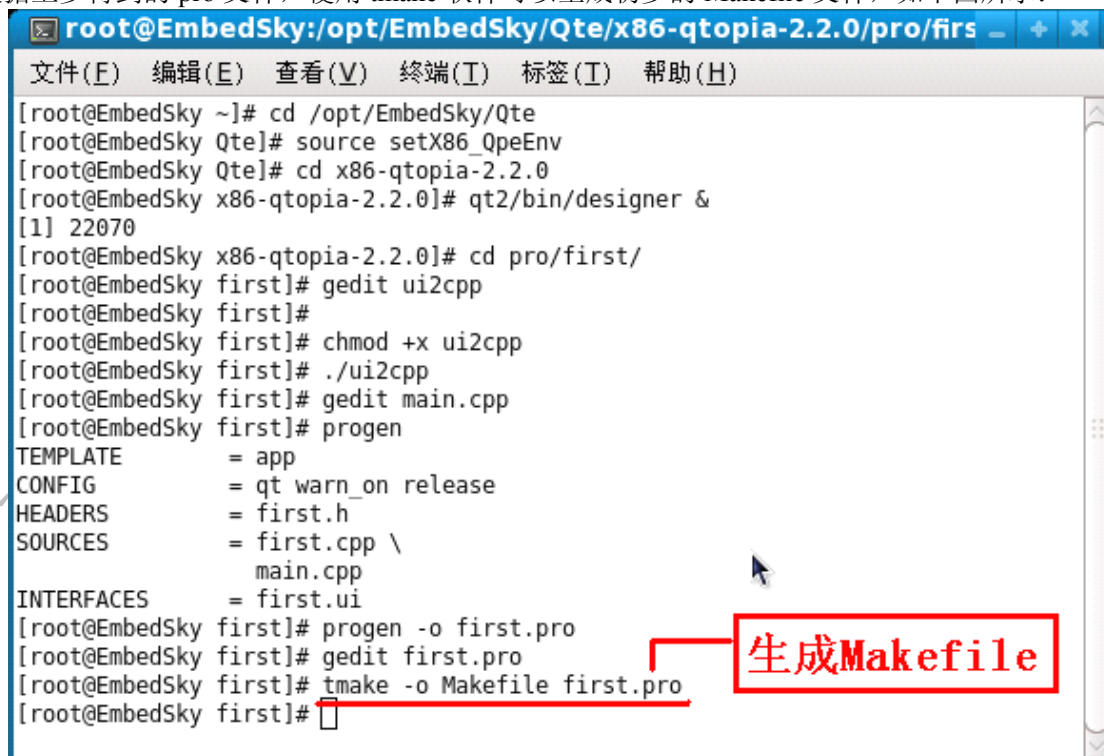 root@EmbedSky:/opt/EmbedSky/Qte/x86-qtopia-2.2.0/pro/firs
文件(F) 编辑(E) 查看(V) 终端(T) 标签(T) 帮助(H)
[root@EmbedSky ~]# cd /opt/EmbedSky/Qte
[root@EmbedSky Qte]# source setX86_QpeEnv
[root@EmbedSky Qte]# cd x86-qtopia-2.2.0
[root@EmbedSky x86-qtopia-2.2.0]# qt2/bin/designer &
[1] 22070
[root@EmbedSky x86-qtopia-2.2.0]# cd pro/first/
[root@EmbedSky first]# gedit ui2cpp
[root@EmbedSky first]#
[root@EmbedSky first]# chmod +x ui2cpp
[root@EmbedSky first]# ./ui2cpp
[root@EmbedSky first]# gedit main.cpp
[root@EmbedSky first]# progen
TEMPLATE = app
CONFIG = qt warn_on release
HEADERS = first.h
SOURCES = first.cpp \
main.cpp
INTERFACES = first.ui
[root@EmbedSky first]# progen -o first.pro
[root@EmbedSky first]# gedit first.pro
[root@EmbedSky first]# tmake -o Makefile first.pro
[root@EmbedSky first]#
生成Makefile